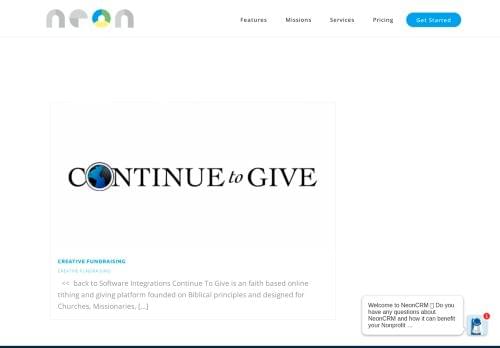 neon
Features Missions Services Pricing Get Started
CONTINUE to GIVE
CREATIVE FUNDRAISING
CREATIVE FUNDRAISING
<< back to Software Integrations Continue To Give is an faith based online
tithing and giving platform founded on Biblical principles and designed for
Churches, Missionaries, [...]
Welcome to NeonCRM ▯ Do you
have any questions about
NeonCRM and how it can benefit
your Nonprofit ...
1